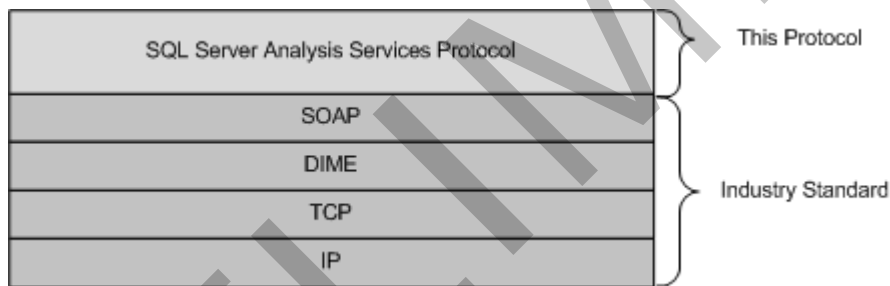 SQL Server Analysis Services Protocol
This Protocol
SOAP
DIME
Industry Standard
TCP
IP